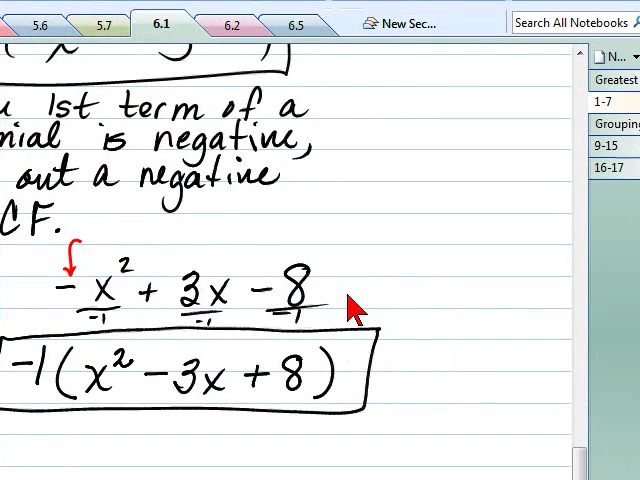 5.6 5.7 6.1 6.2 6.5 New Sec... Search All Notebooks
N...
Greatest
1-7
Grouping
9-15
16-17
1st term of a
nial is negative,
out a negative
CF.
-x² + 3x - 8
-1 -1 -1
-1(x² - 3x + 8)